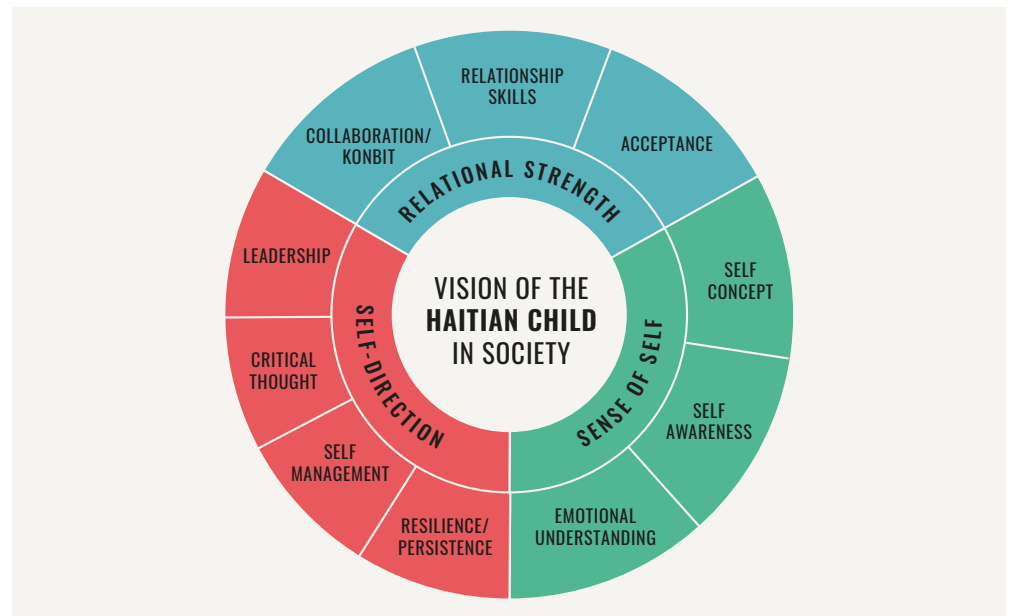 RELATIONSHIP
SKILLS
COLLABORATION/
KONBIT
ACCEPTANCE
RELATIONAL STRENGTH
LEADERSHIP
CRITICAL
THOUGHT
SELF
MANAGEMENT
RESILIENCE/
PERSISTENCE
SELF-DIRECTION
VISION OF THE
HAITIAN CHILD
IN SOCIETY
SENSE OF SELF
SELF
CONCEPT
SELF
AWARENESS
EMOTIONAL
UNDERSTANDING